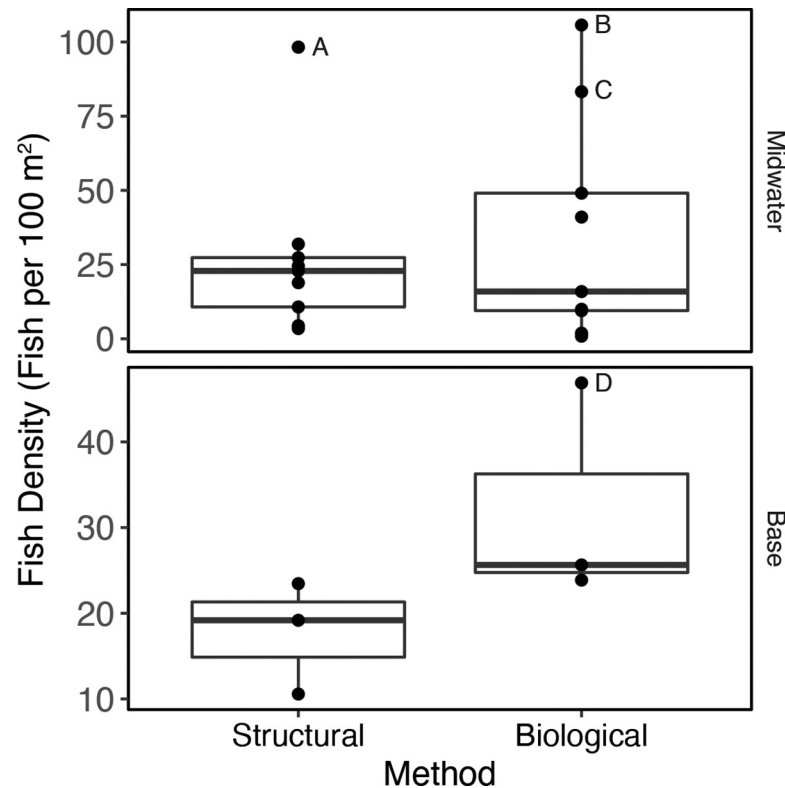 Fish Density (Fish per 100 m²)
100
75
50
25
0
A
B
C
Midwater
40
30
20
10
D
Base
Structural
Biological
Method